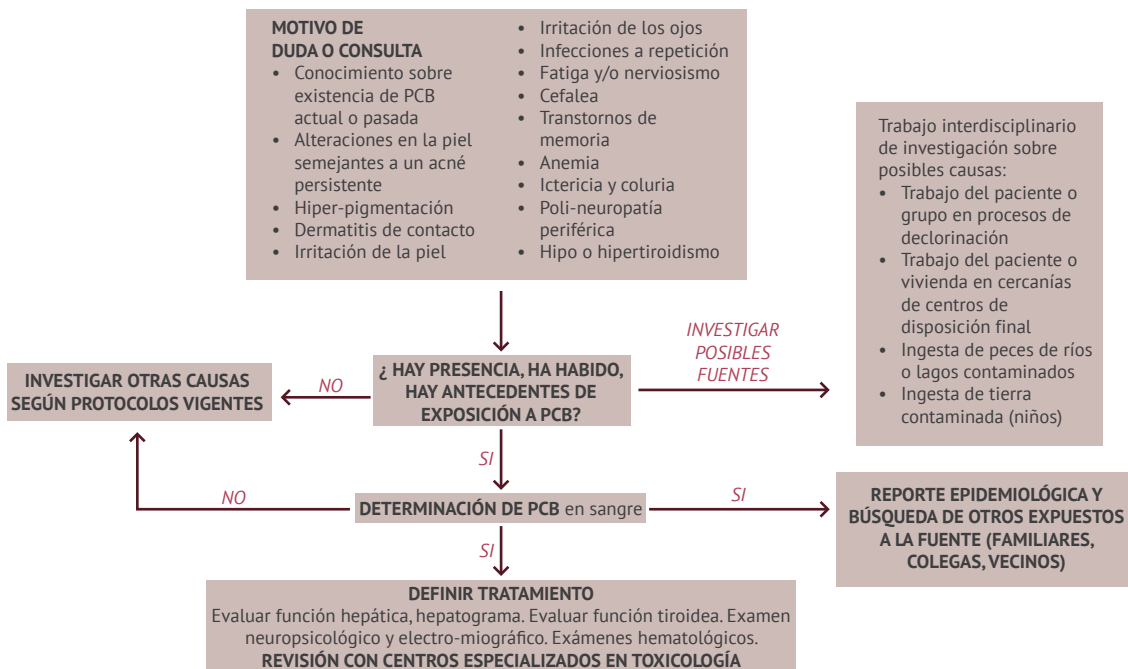 MOTIVO DE
DUDA O CONSULTA
• Conocimiento sobre
existencia de PCB
actual o pasada
• Alteraciones en la piel
semejantes a un acné
persistente
• Hiper-pigmentación
• Dermatitis de contacto
• Irritación de la piel
• Irritación de los ojos
• Infecciones a repetición
• Fatiga y/o nerviosismo
• Cefalea
• Transtornos de
memoria
• Anemia
• Ictericia y coluria
• Poli-neuropatía
periférica
• Hipo o hipertiroidismo
Trabajo interdisciplinario
de investigación sobre
posibles causas:
• Trabajo del paciente o
grupo en procesos de
declorinación
• Trabajo del paciente o
vivienda en cercanías
de centros de
disposición final
• Ingesta de peces de ríos
o lagos contaminados
• Ingesta de tierra
contaminada (niños)
INVESTIGAR
POSIBLES
FUENTES
¿ HAY PRESENCIA, HA HABIDO,
HAY ANTECEDENTES DE
EXPOSICIÓN A PCB?
NO
INVESTIGAR OTRAS CAUSAS
SEGÚN PROTOCOLOS VIGENTES
SI
NO
DETERMINACIÓN DE PCB en sangre
SI
REPORTE EPIDEMIOLÓGICA Y
BÚSQUEDA DE OTROS EXPUESTOS
A LA FUENTE (FAMILIARES,
COLEGAS, VECINOS)
SI
DEFINIR TRATAMIENTO
Evaluar función hepática, hepatograma. Evaluar función tiroidea. Examen
neuropsicológico y electro-miográfico. Exámenes hematológicos.
REVISIÓN CON CENTROS ESPECIALIZADOS EN TOXICOLOGÍA